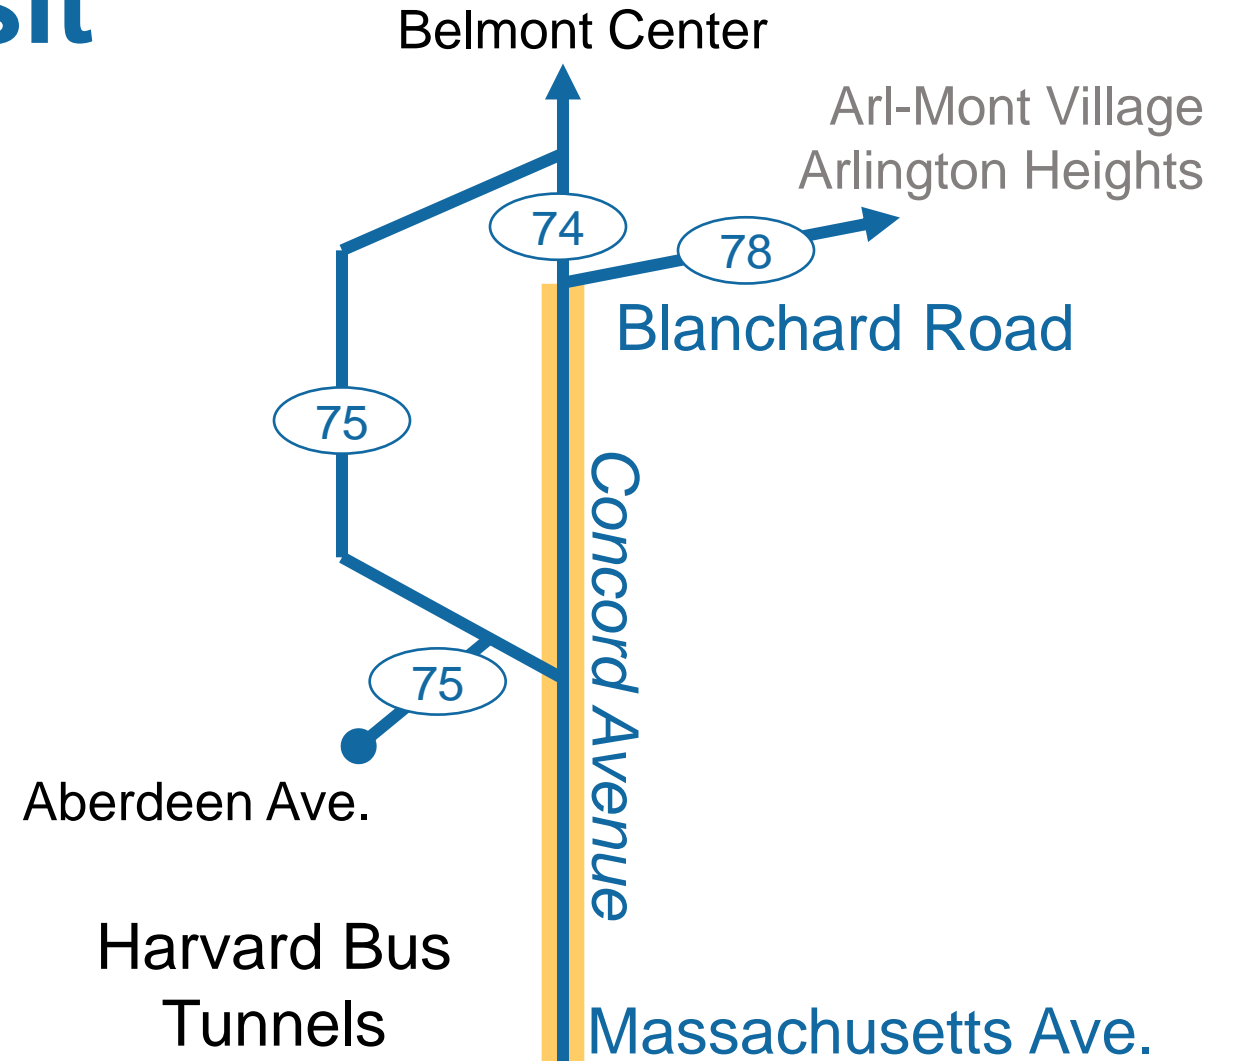 sit
Belmont Center
Arl-Mont Village
Arlington Heights
74
78
Blanchard Road
75
Concord Avenue
75
Aberdeen Ave.
Harvard Bus
Tunnels
Massachusetts Ave.